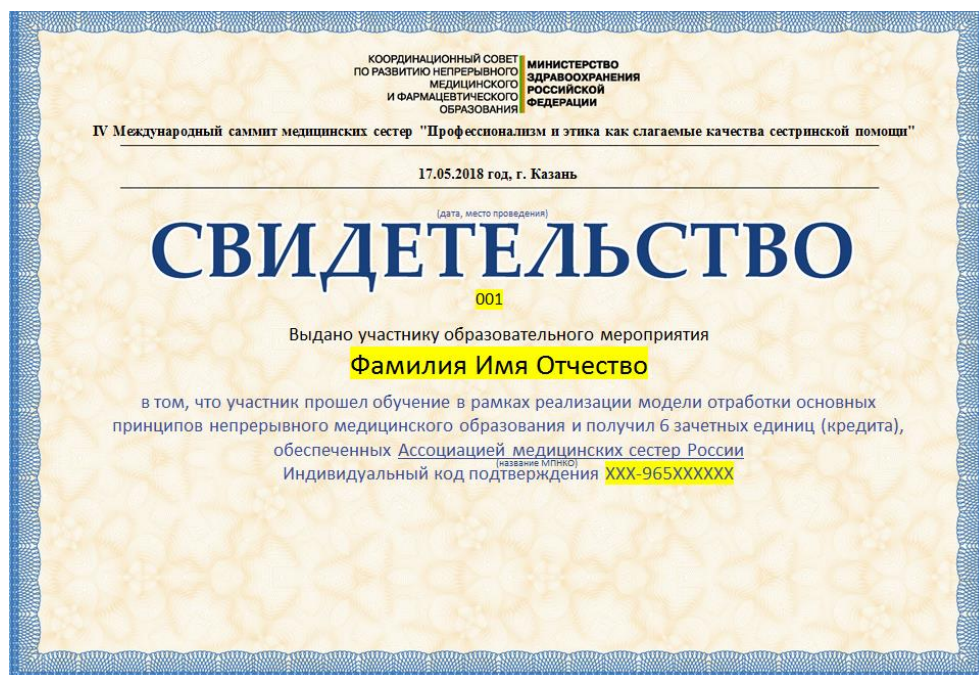 КООРДИНАЦИОННЫЙ СОВЕТ
ПО РАЗВИТИЮ НЕПРЕРЫВНОГО
МЕДИЦИНСКОГО
И ФАРМАЦЕВТИЧЕСКОГО
ОБРАЗОВАНИЯ
МИНИСТЕРСТВО
ЗДРАВООХРАНЕНИЯ
РОССИЙСКОЙ
ФЕДЕРАЦИИ
IV Международный саммит медицинских сестер "Профессионализм и этика как слагаемые качества сестринской помощи"
17.05.2018 год, г. Казань
(дата, место проведения)
СВИДЕТЕЛЬСТВО
001
Выдано участнику образовательного мероприятия
Фамилия Имя Отчество
в том, что участник прошел обучение в рамках реализации модели отработки основных
принципов непрерывного медицинского образования и получил 6 зачетных единиц (кредита),
обеспеченных Ассоциацией медицинских сестер России
(название МПНКО)
Индивидуальный код подтверждения XXX-965XXXXXX